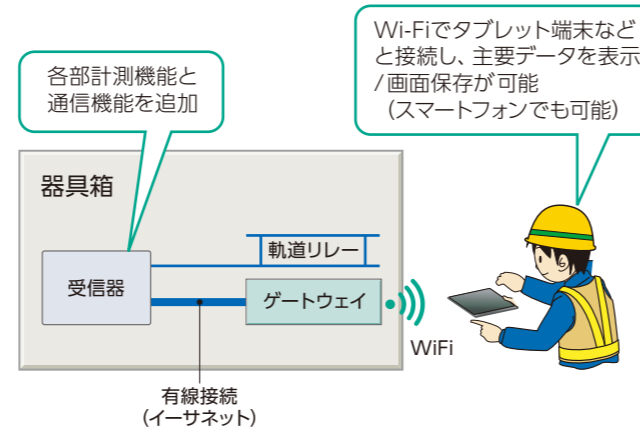 各部計測機能と
通信機能を追加
Wi-Fiでタブレット端末など
と接続し、主要データを表示
/画面保存が可能
(スマートフォンでも可能)
器具箱
受信器
軌道リレー
ゲートウェイ
WiFi
有線接続
(イーサネット)